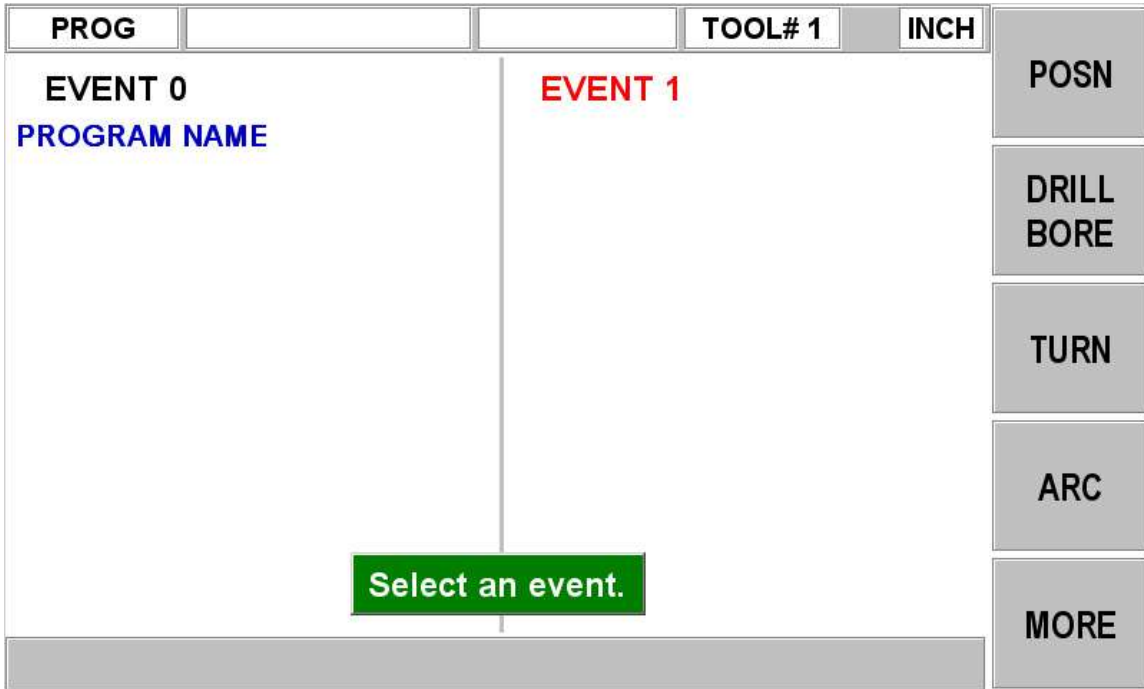 PROG TOOL# 1 INCH
EVENT 0 EVENT 1
PROGRAM NAME
Select an event.
POSN
DRILL
BORE
TURN
ARC
MORE